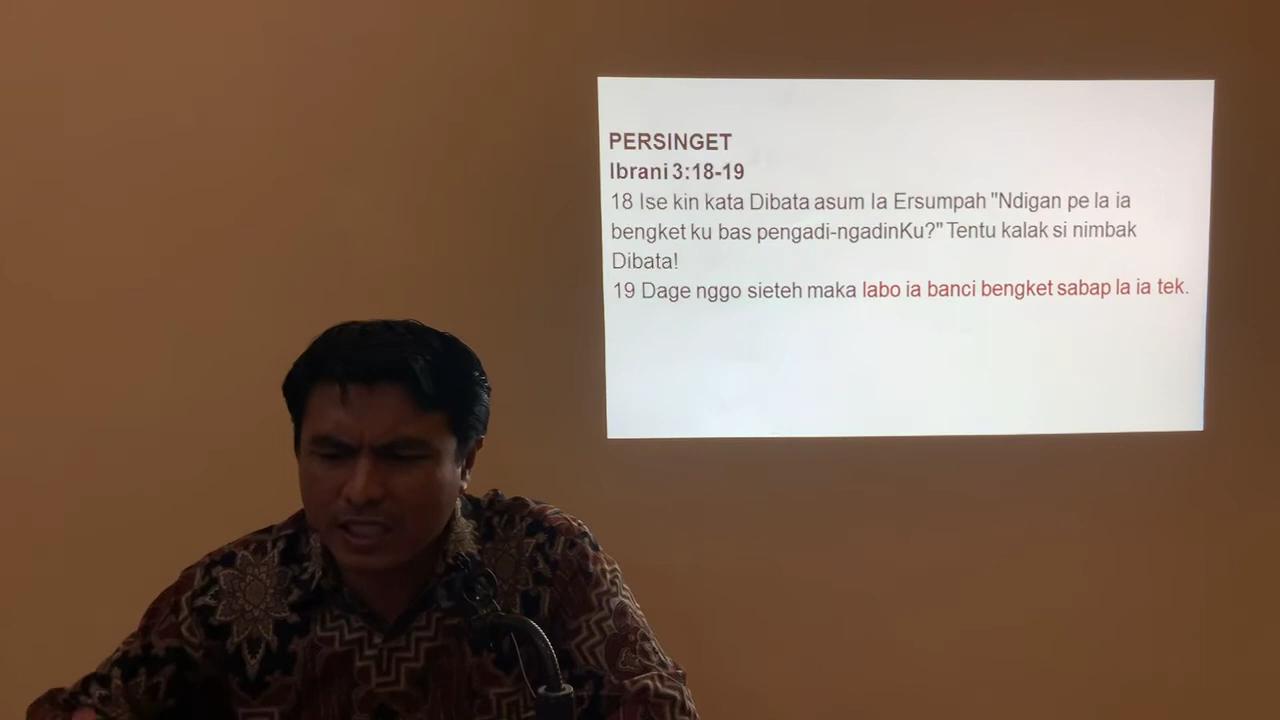 PERSINGET
Ibrani 3:18-19
18 Ise kin kata Dibata asum Ia Ersumpah "Ndigan pe la ia
bengket ku bas pengadi-ngadinKu?" Tentu kalak si nimbak
Dibata!
19 Dage nggo sieteh maka labo ia banci bengket sabap la ia tek.